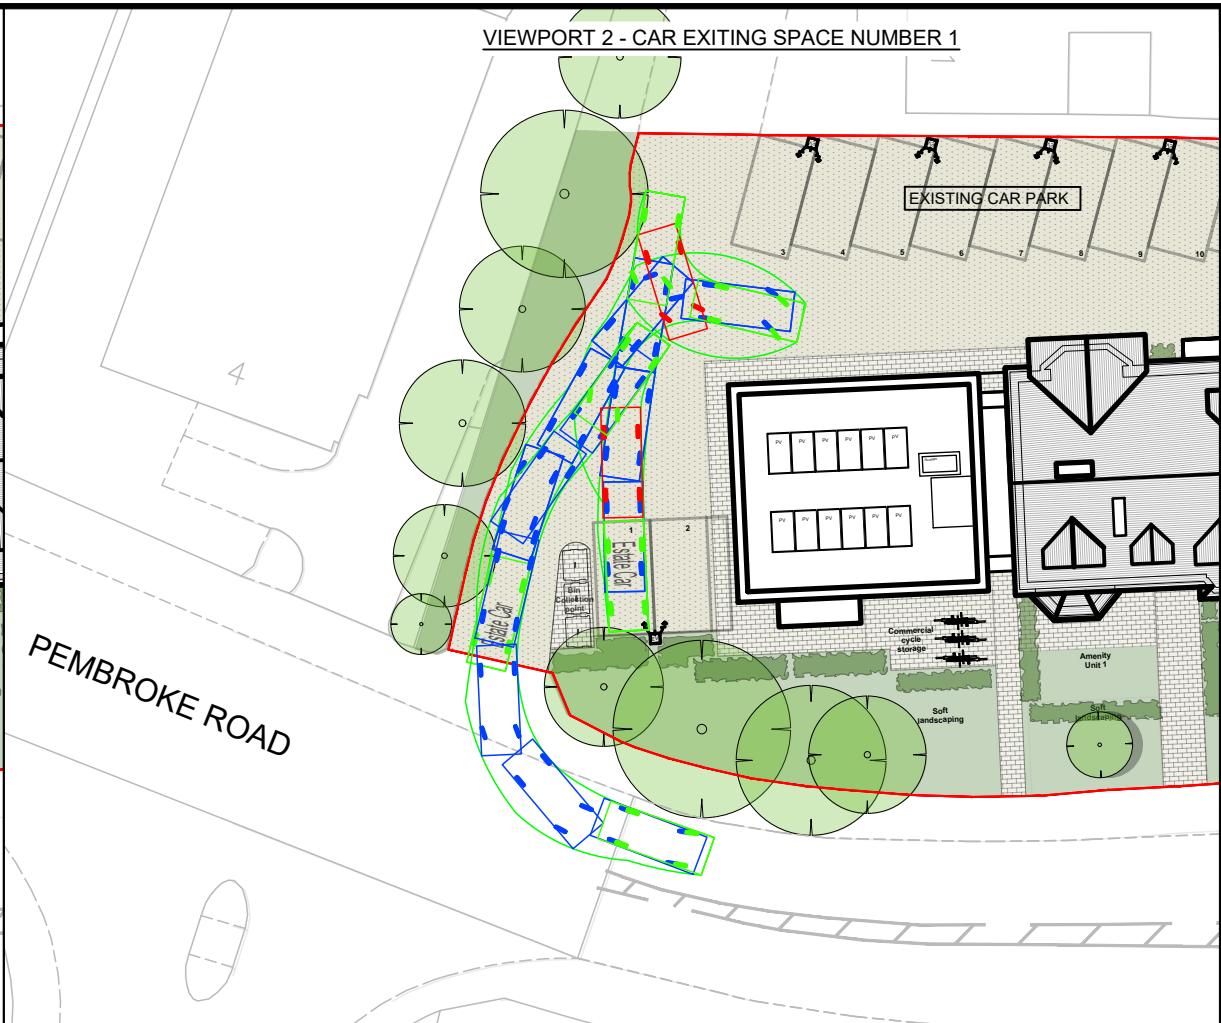 VIEWPORT 2 - CAR EXITING SPACE NUMBER 1
EXISTING CAR PARK
3
4
5
6
7
8
9
10
4
PV PV PV PV PV PV
PV PV PV PV PV PV
1
2
Estate Car
Estate Car
Bin
Collection
point
Commercial
cycle
storage
Amenity
Unit 1
Soft
landscaping
Soft
landscaping
PEMBROKE ROAD